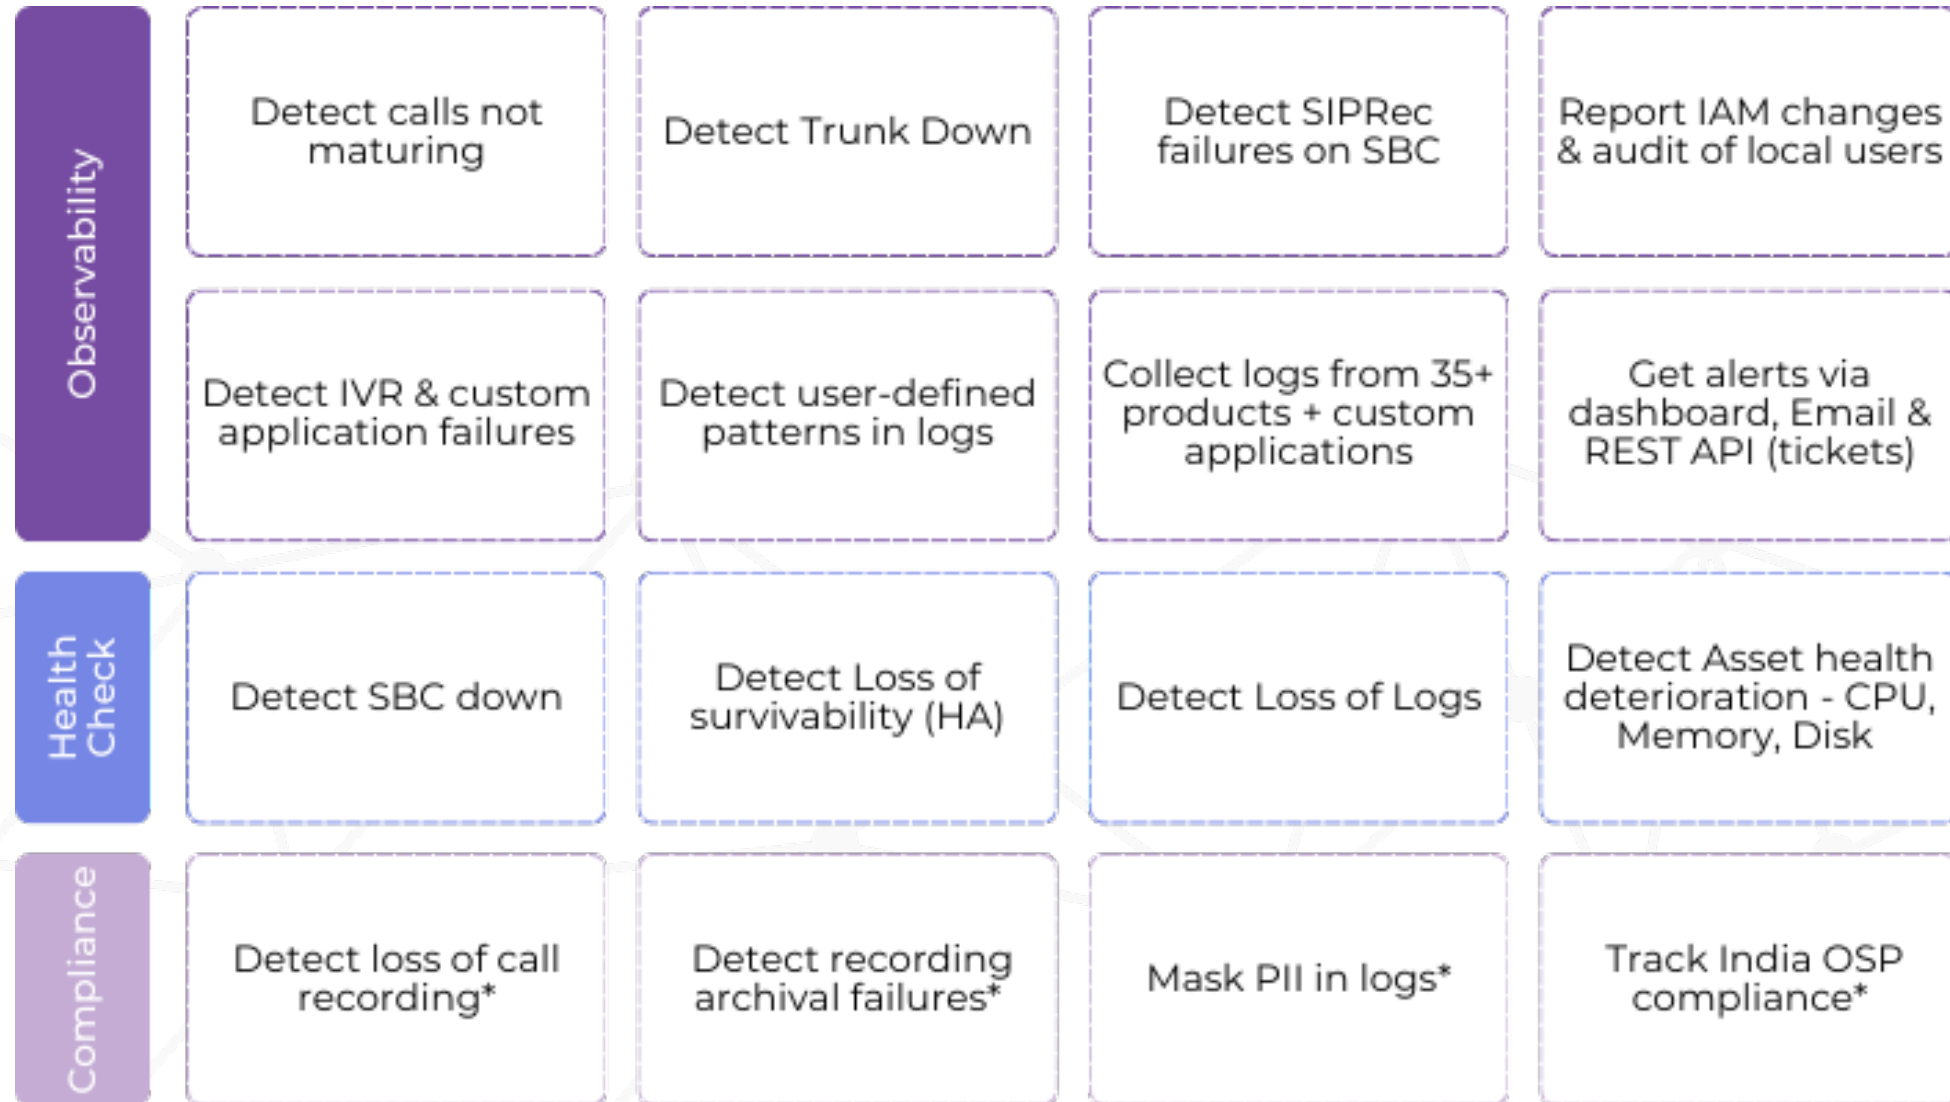 Observability
Detect calls not
maturing
Detect Trunk Down
Detect SIPRec
failures on SBC
Report IAM changes
& audit of local users
Detect IVR & custom
application failures
Detect user-defined
patterns in logs
Collect logs from 35+
products + custom
applications
Get alerts via
dashboard, Email &
REST API (tickets)
Health
Check
Detect SBC down
Detect Loss of
survivability (HA)
Detect Loss of Logs
Detect Asset health
deterioration - CPU,
Memory, Disk
Compliance
Detect loss of call
recording*
Detect recording
archival failures*
Mask PII in logs*
Track India OSP
compliance*